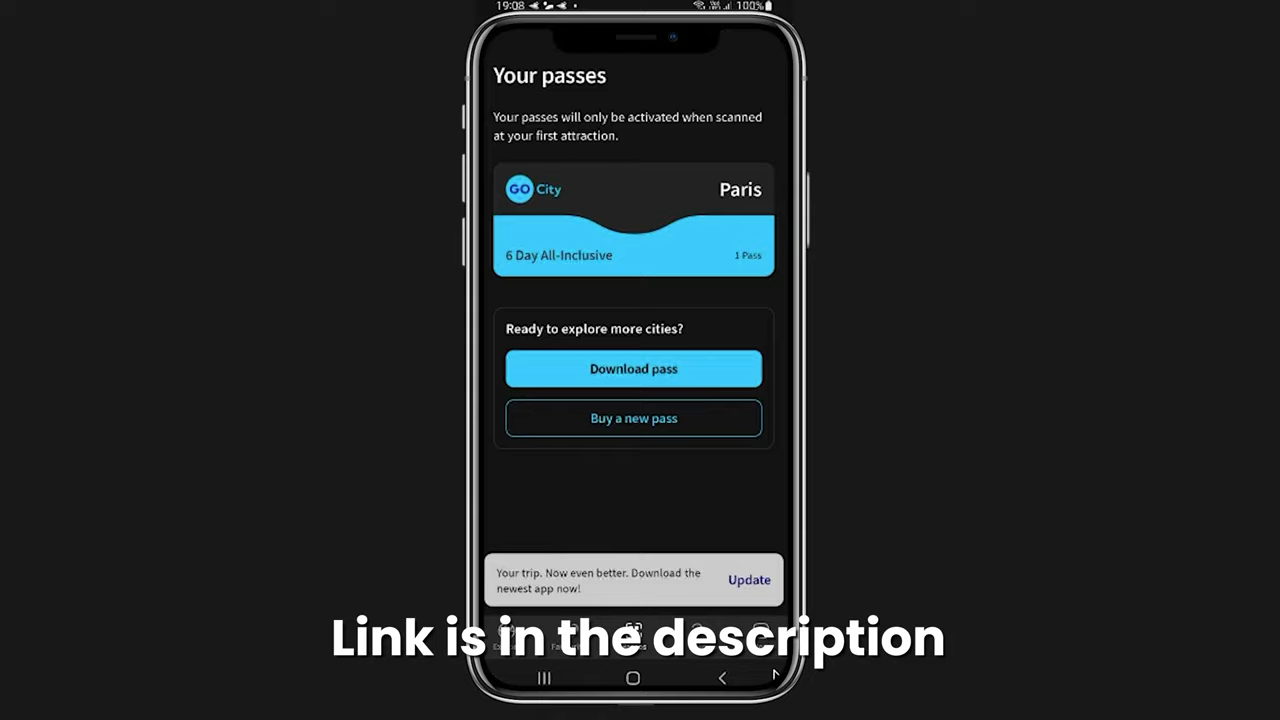 19:08
100%
Your passes
Your passes will only be activated when scanned
at your first attraction.
GO City
Paris
6 Day All-Inclusive
1 Pass
Ready to explore more cities?
Download pass
Buy a new pass
Your trip. Now even better. Download the
newest app now!
Update
Link is in the description